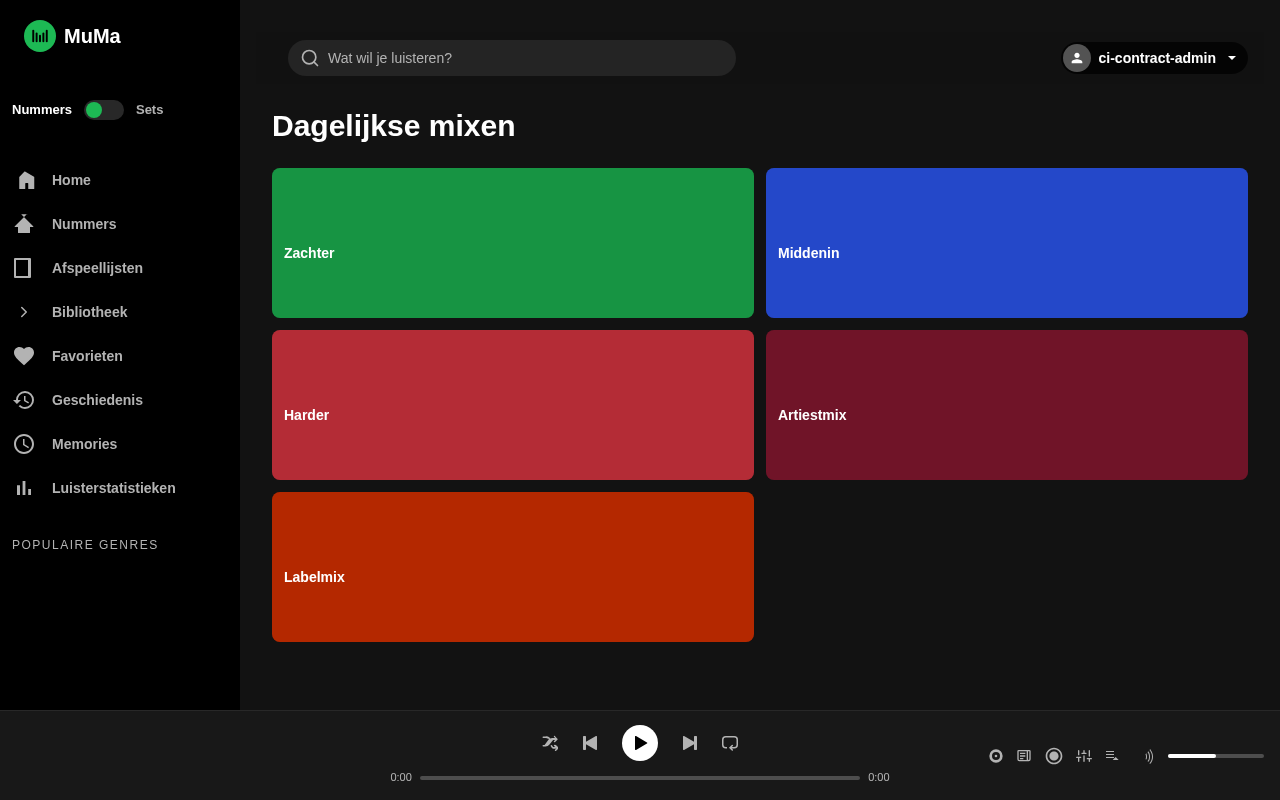 MuMa
Nummers Sets
Home
Nummers
Afspeellijsten
Bibliotheek
Favorieten
Geschiedenis
Memories
Luisterstatistieken
POPULAIRE GENRES
Wat wil je luisteren?
ci-contract-admin
Dagelijkse mixen
Zachter
Middenin
Harder
Artiestmix
Labelmix
0:00 0:00